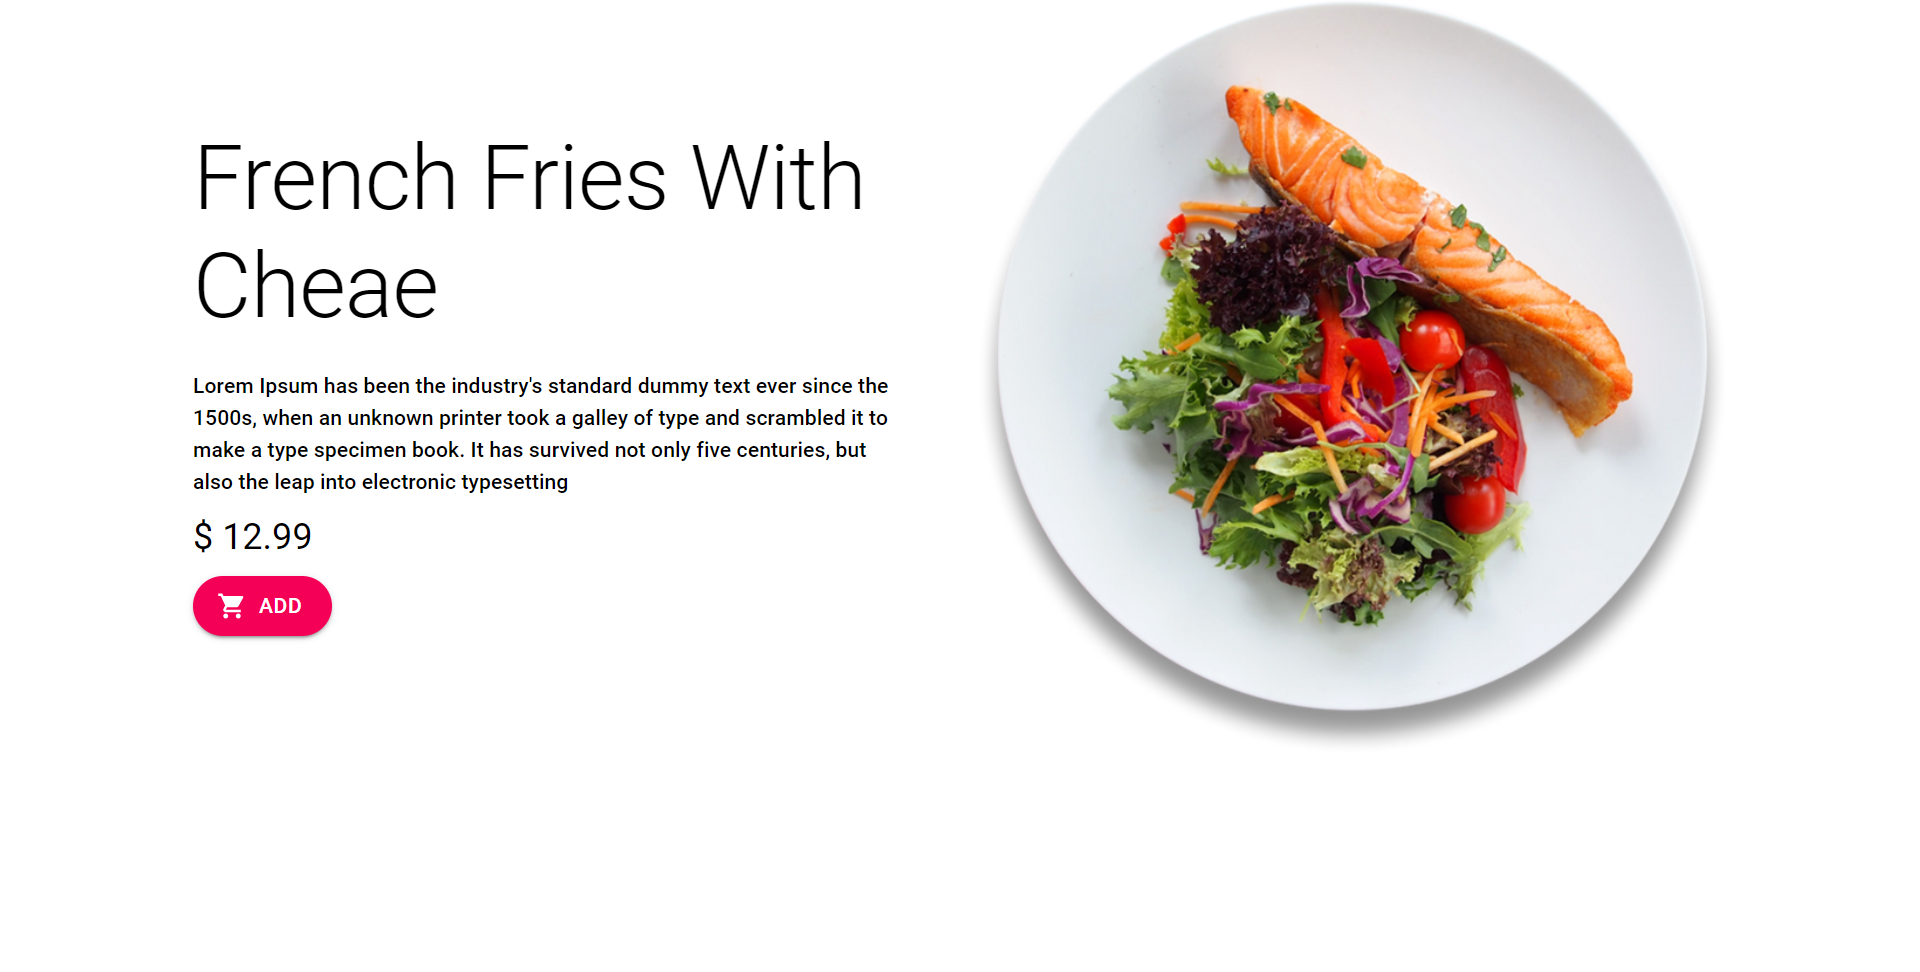 French Fries With
Cheae
Lorem Ipsum has been the industry's standard dummy text ever since the
1500s, when an unknown printer took a galley of type and scrambled it to
make a type specimen book. It has survived not only five centuries, but
also the leap into electronic typesetting
$ 12.99
ADD